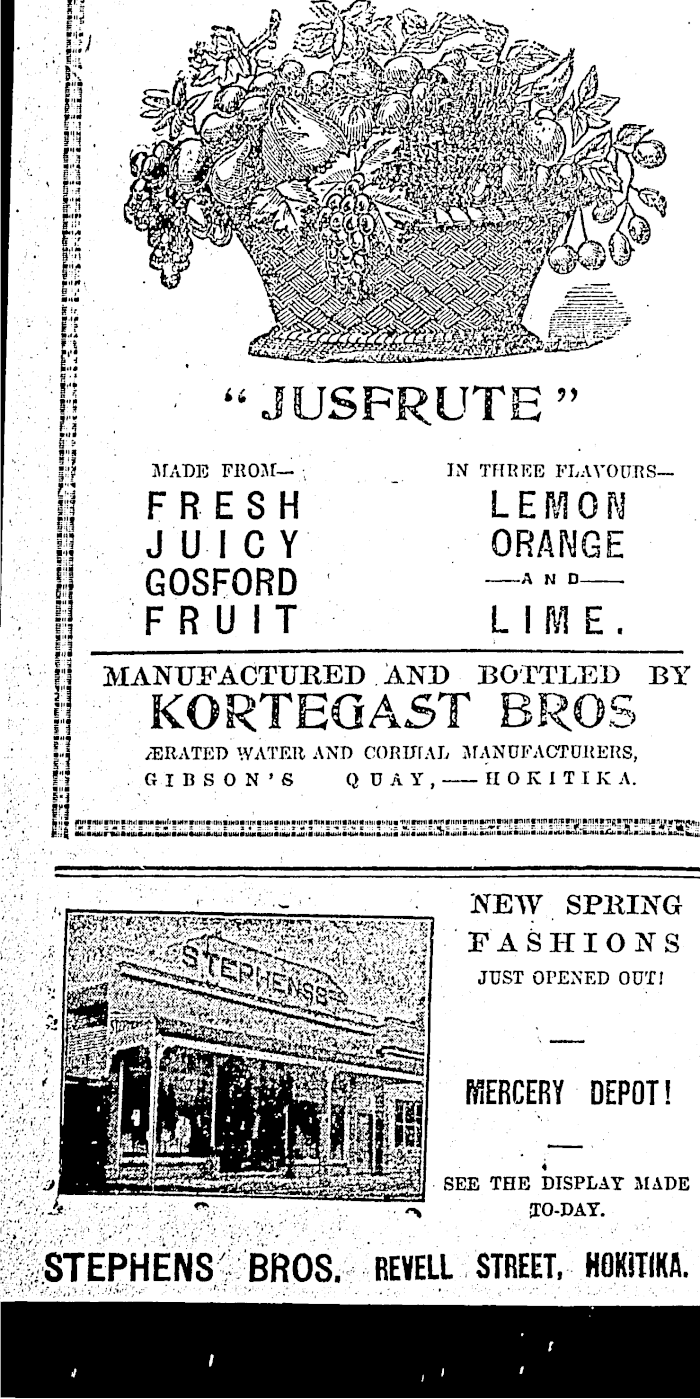 “JUSFRUTE”
MADE FROM—
FRESH
JUICY
GOSFORD
FRUIT
IN THREE FLAVOURS—
LEMON
ORANGE
—AND—
LIME.
MANUFACTURED AND BOTTLED BY
KORTEGAST BROS
ÆRATED WATER AND CORDIAL MANUFACTURERS,
GIBSON'S QUAY,—HOKITIKA.
STEPHENS
NEW SPRING
FASHIONS
JUST OPENED OUT!
MERCERY DEPOT!
SEE THE DISPLAY MADE
TO-DAY.
STEPHENS BROS. REVELL STREET, HOKITIKA.